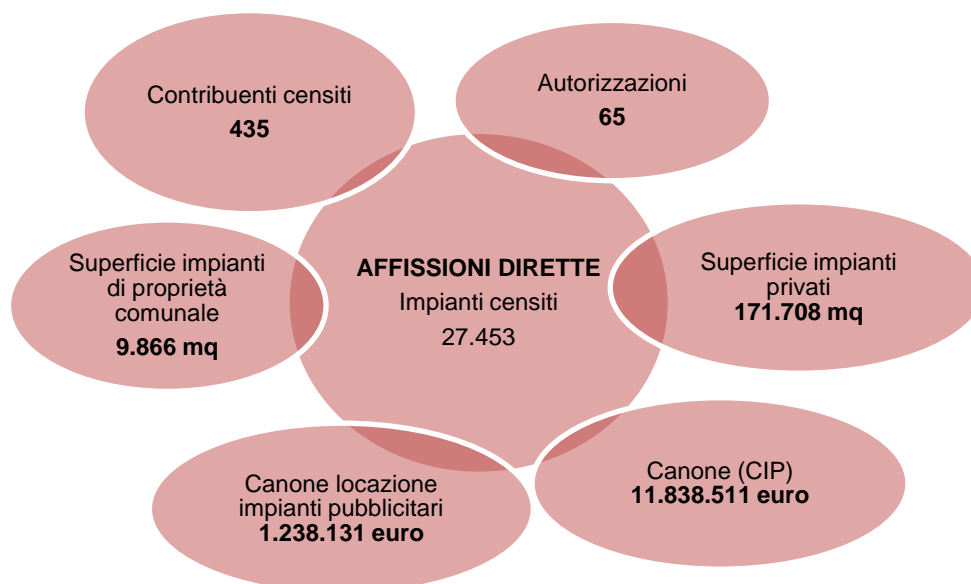 Contribuenti censiti
435
Autorizzazioni
65
Superficie impianti
di proprietà
comunale
9.866 mq
AFFISSIONI DIRETTE
Impianti censiti
27.453
Superficie impianti
privati
171.708 mq
Canone locazione
impianti pubblicitari
1.238.131 euro
Canone (CIP)
11.838.511 euro